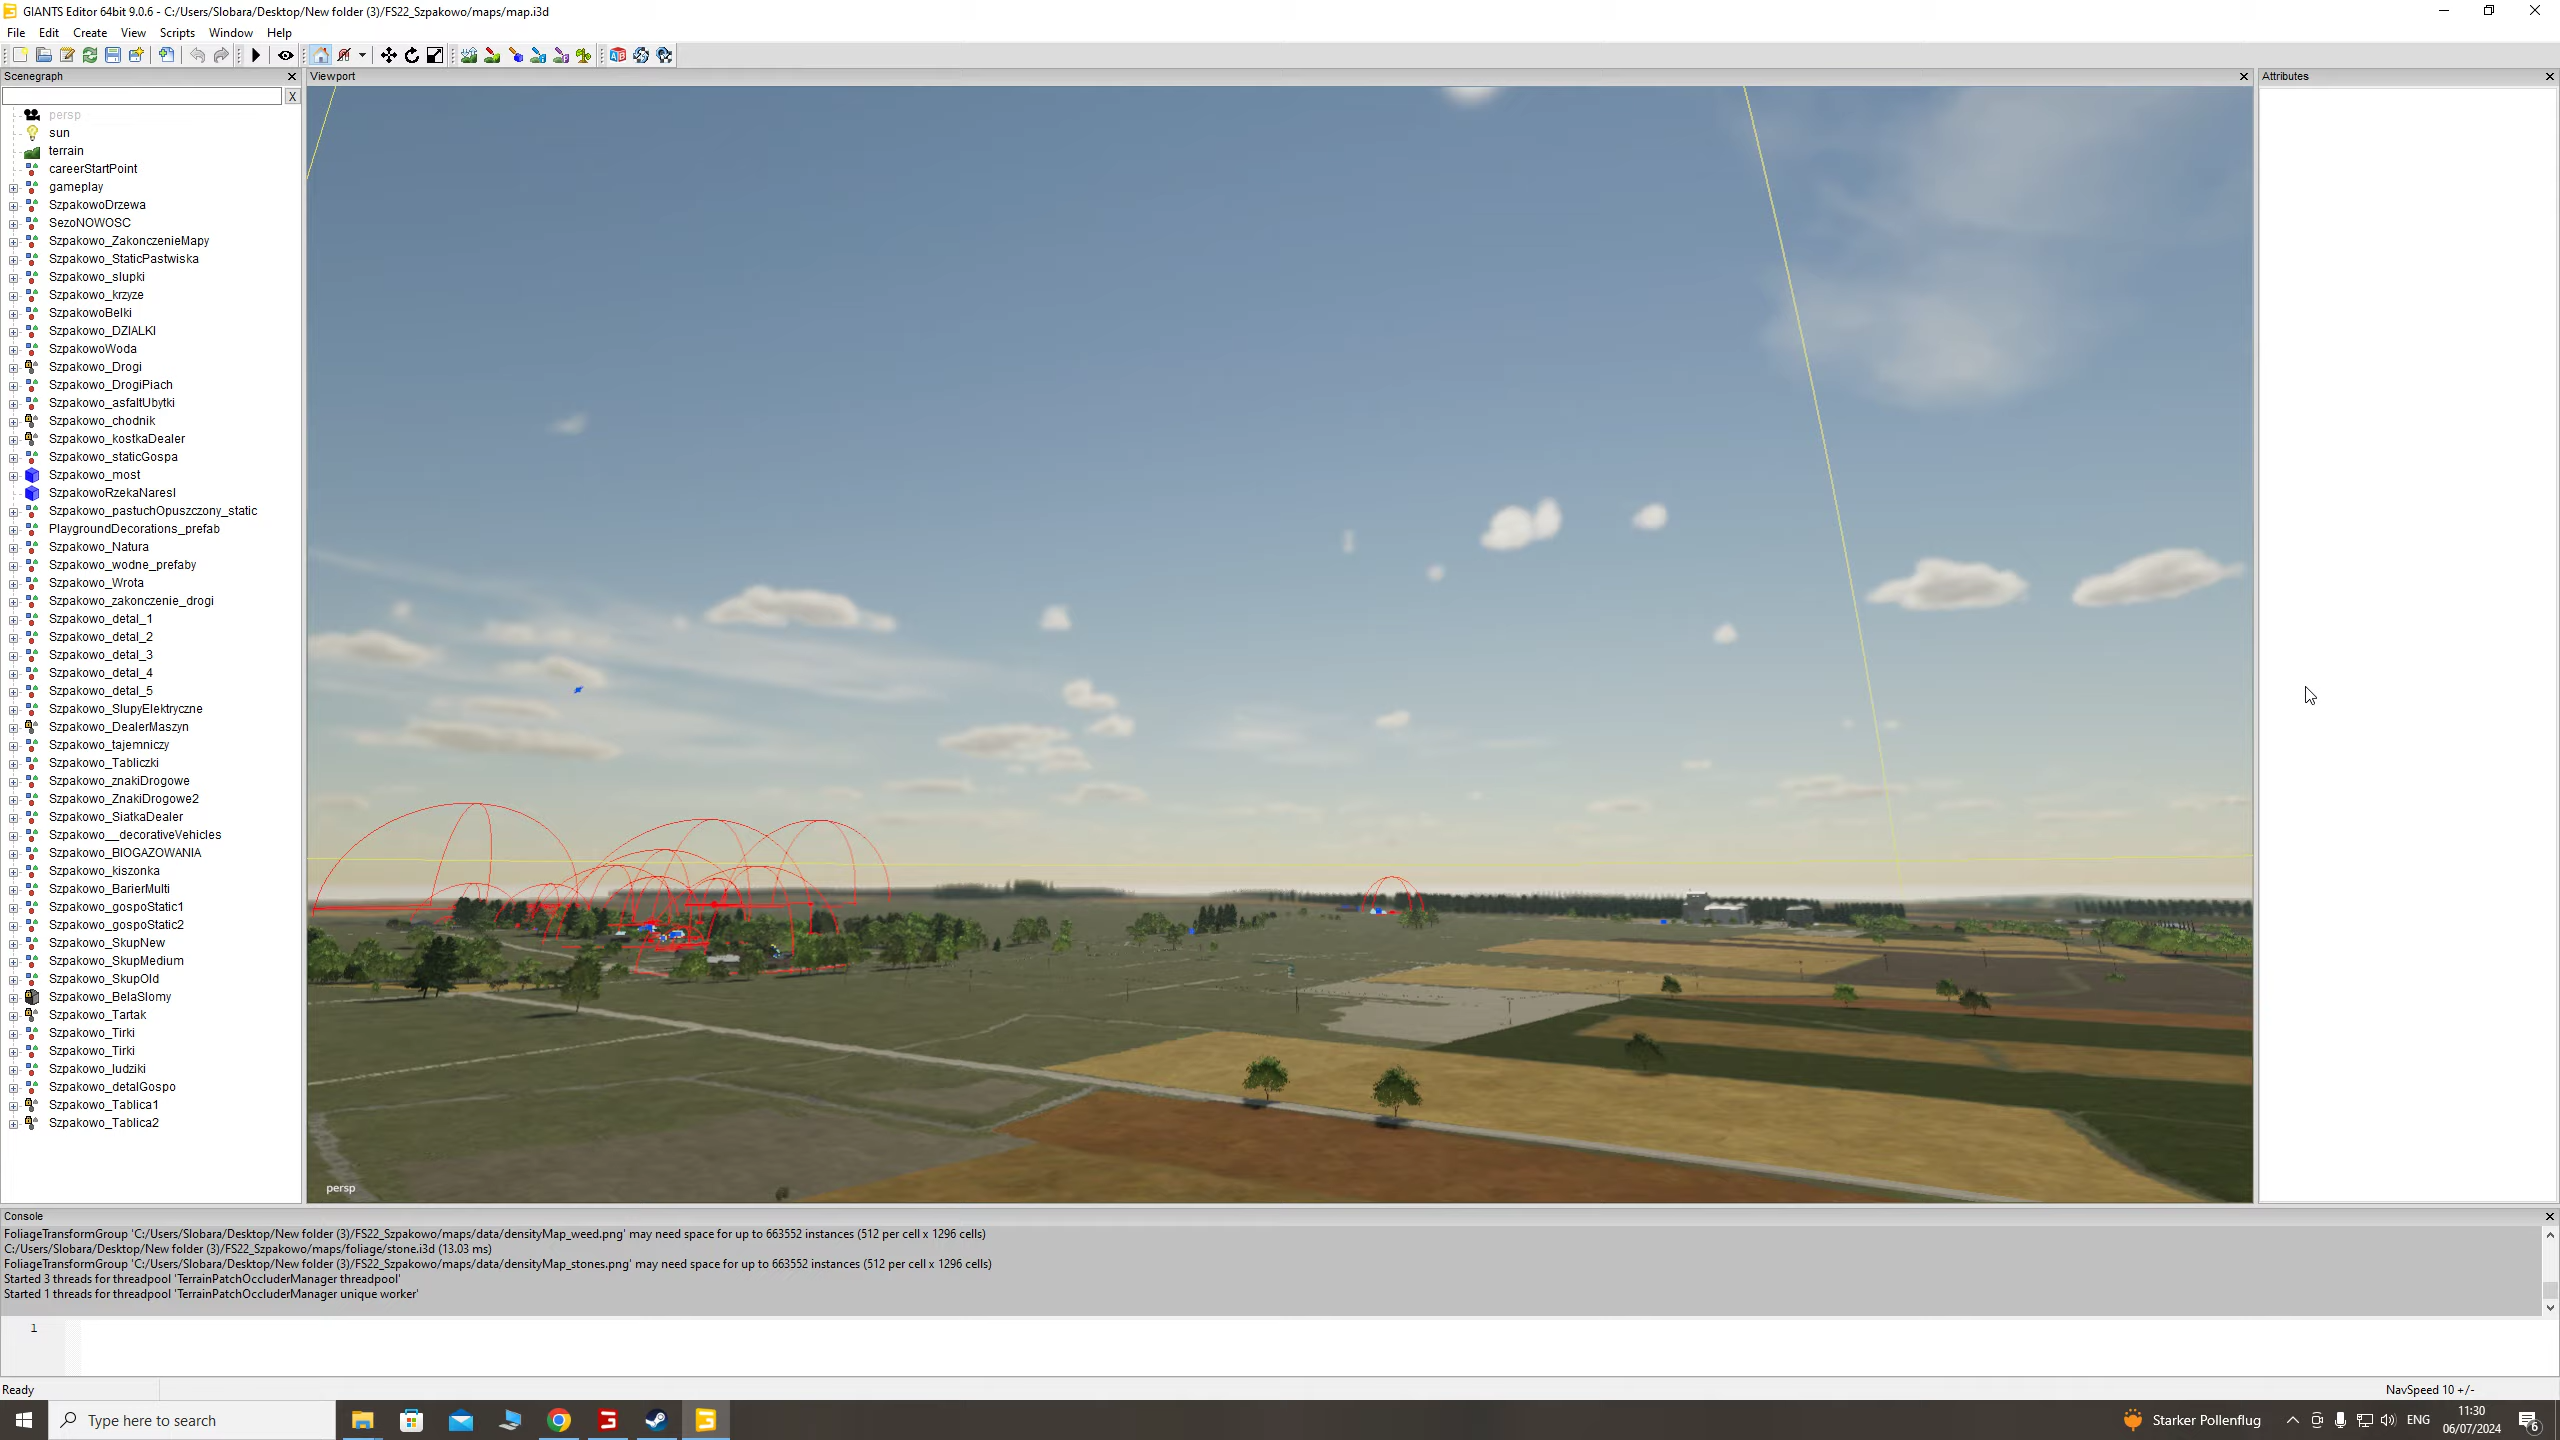 GIANTS Editor 64bit 9.0.6 - C:/Users/Slobara/Desktop/New folder (3)/FS22_Szpakowo/maps/map.i3d
File Edit Create View Scripts Window Help
Scenegraph
Viewport
Attributes
X
persp
sun
terrain
careerStartPoint
gameplay
SzpakowoDrzewa
SezoNOWOSC
Szpakowo_ZakonczenieMapy
Szpakowo_StaticPastwiska
Szpakowo_slupki
Szpakowo_krzyze
SzpakowoBelki
Szpakowo_DZIALKI
SzpakowoWoda
Szpakowo_Drogi
Szpakowo_DrogiPiach
Szpakowo_asfaltUbytki
Szpakowo_chodnik
Szpakowo_kostkaDealer
Szpakowo_staticGospa
Szpakowo_most
SzpakowoRzekaNaresI
Szpakowo_pastuchOpuszczony_static
PlaygroundDecorations_prefab
Szpakowo_Natura
Szpakowo_wodne_prefaby
Szpakowo_Wrota
Szpakowo_zakonczenie_drogi
Szpakowo_detal_1
Szpakowo_detal_2
Szpakowo_detal_3
Szpakowo_detal_4
Szpakowo_detal_5
Szpakowo_SlupyElektryczne
Szpakowo_DealerMaszyn
Szpakowo_tajemniczy
Szpakowo_Tabliczki
Szpakowo_znakiDrogowe
Szpakowo_ZnakiDrogowe2
Szpakowo_SiatkaDealer
Szpakowo__decorativeVehicles
Szpakowo_BIOGAZOWANIA
Szpakowo_kiszonka
Szpakowo_BarierMulti
Szpakowo_gospoStatic1
Szpakowo_gospoStatic2
Szpakowo_SkupNew
Szpakowo_SkupMedium
Szpakowo_SkupOld
Szpakowo_BelaSlomy
Szpakowo_Tartak
Szpakowo_Tirki
Szpakowo_Tirki
Szpakowo_ludziki
Szpakowo_detalGospo
Szpakowo_Tablica1
Szpakowo_Tablica2
persp
Console
FoliageTransformGroup 'C:/Users/Slobara/Desktop/New folder (3)/FS22_Szpakowo/maps/data/densityMap_weed.png' may need space for up to 663552 instances (512 per cell x 1296 cells)
C:/Users/Slobara/Desktop/New folder (3)/FS22_Szpakowo/maps/foliage/stone.i3d (13.03 ms)
FoliageTransformGroup 'C:/Users/Slobara/Desktop/New folder (3)/FS22_Szpakowo/maps/data/densityMap_stones.png' may need space for up to 663552 instances (512 per cell x 1296 cells)
Started 3 threads for threadpool 'TerrainPatchOccluderManager threadpool'
Started 1 threads for threadpool 'TerrainPatchOccluderManager unique worker'
1
Ready
NavSpeed 10 +/-
Type here to search
Starker Pollenflug
ENG
11:30
06/07/2024
6